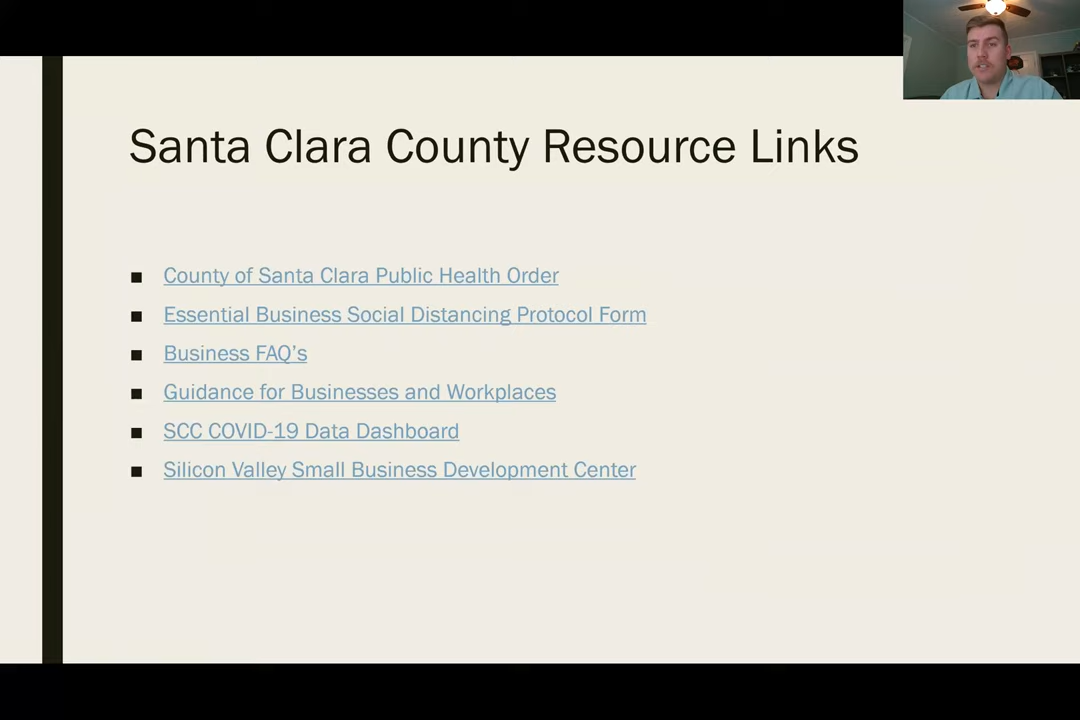 Santa Clara County Resource Links
County of Santa Clara Public Health Order
Essential Business Social Distancing Protocol Form
Business FAQ’s
Guidance for Businesses and Workplaces
SCC COVID-19 Data Dashboard
Silicon Valley Small Business Development Center